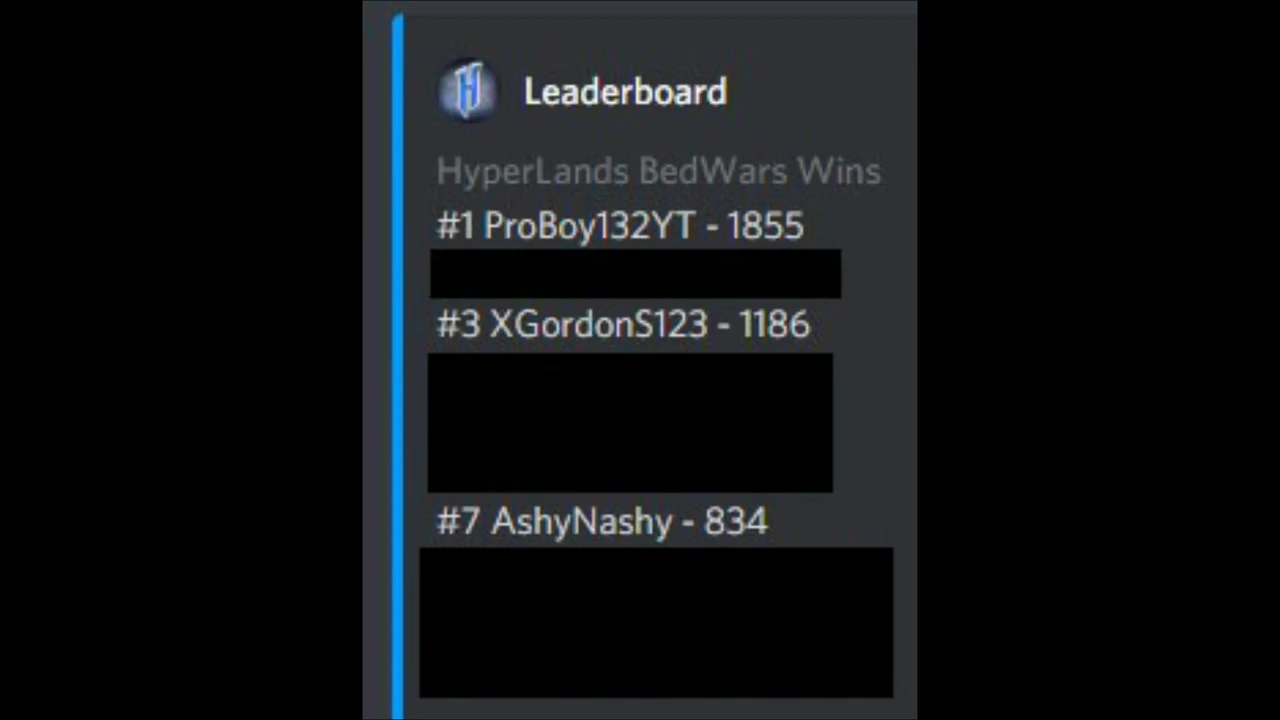 H
Leaderboard
HyperLands BedWars Wins
#1 ProBoy132YT - 1855
#3 XGordonS123 - 1186
#7 AshyNashy - 834